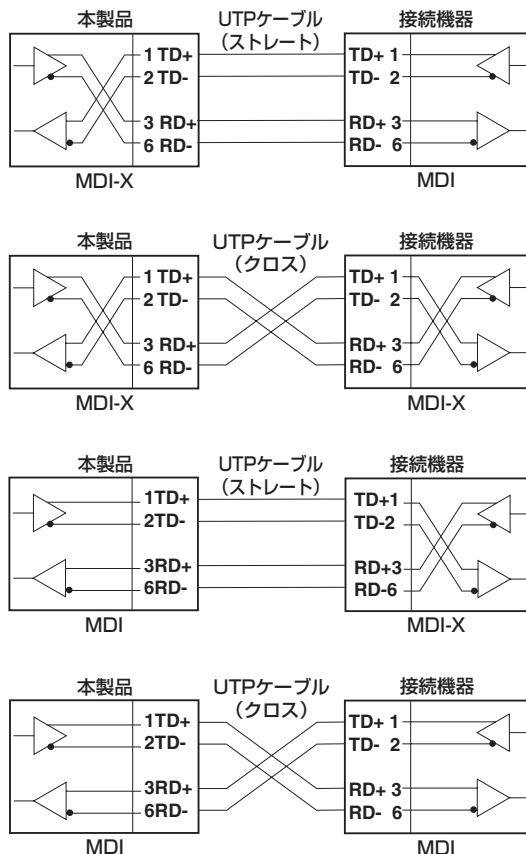 本製品 UTPケーブル 接続機器
（ストレート）
1 TD+ TD+ 1
2 TD- TD- 2
3 RD+ RD+ 3
6 RD- RD- 6
MDI-X MDI
本製品 UTPケーブル 接続機器
（クロス）
1 TD+ TD+ 1
2 TD- TD- 2
3 RD+ RD+ 3
6 RD- RD- 6
MDI-X MDI-X
本製品 UTPケーブル 接続機器
（ストレート）
1TD+ TD+1
2TD- TD-2
3RD+ RD+3
6RD- RD-6
MDI MDI-X
本製品 UTPケーブル 接続機器
（クロス）
1TD+ TD+ 1
2TD- TD- 2
3RD+ RD+ 3
6RD- RD- 6
MDI MDI